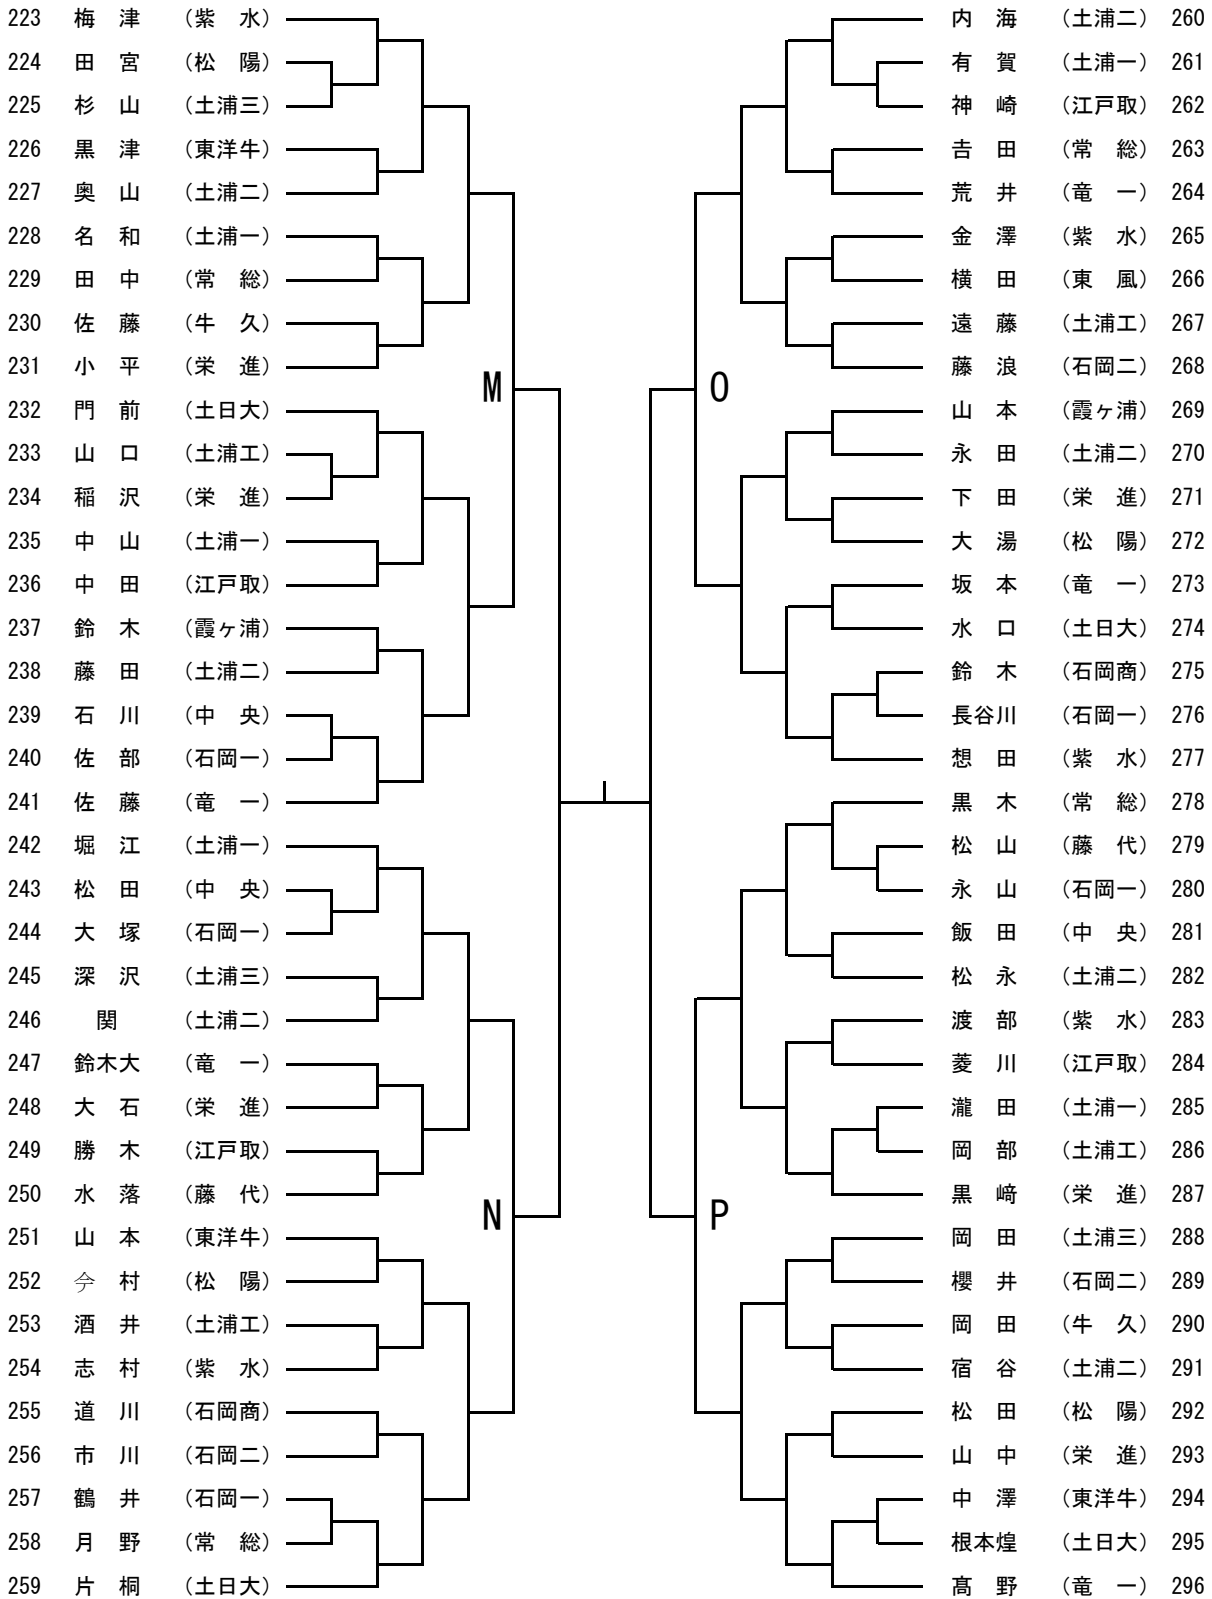 223 梅 津 （紫 水）
224 田 宮 （松 陽）
225 杉 山 （土浦三）
226 黒 津 （東洋牛）
227 奥 山 （土浦二）
228 名 和 （土浦一）
229 田 中 （常 総）
230 佐 藤 （牛 久）
231 小 平 （栄 進）
M
232 門 前 （土日大）
233 山 口 （土浦工）
234 稲 沢 （栄 進）
235 中 山 （土浦一）
236 中 田 （江戸取）
237 鈴 木 （霞ヶ浦）
238 藤 田 （土浦二）
239 石 川 （中 央）
240 佐 部 （石岡一）
241 佐 藤 （竜 一）
242 堀 江 （土浦一）
243 松 田 （中 央）
244 大 塚 （石岡一）
245 深 沢 （土浦三）
246 関 （土浦二）
247 鈴木大 （竜 一）
248 大 石 （栄 進）
249 勝 木 （江戸取）
250 水 落 （藤 代）
N
251 山 本 （東洋牛）
252 今 村 （松 陽）
253 酒 井 （土浦工）
254 志 村 （紫 水）
255 道 川 （石岡商）
256 市 川 （石岡二）
257 鶴 井 （石岡一）
258 月 野 （常 総）
259 片 桐 （土日大）
内 海 （土浦二） 260
有 賀 （土浦一） 261
神 崎 （江戸取） 262
𠮷 田 （常 総） 263
荒 井 （竜 一） 264
金 澤 （紫 水） 265
横 田 （東 風） 266
遠 藤 （土浦工） 267
藤 浪 （石岡二） 268
O
山 本 （霞ヶ浦） 269
永 田 （土浦二） 270
下 田 （栄 進） 271
大 湯 （松 陽） 272
坂 本 （竜 一） 273
水 口 （土日大） 274
鈴 木 （石岡商） 275
長谷川 （石岡一） 276
想 田 （紫 水） 277
黒 木 （常 総） 278
松 山 （藤 代） 279
永 山 （石岡一） 280
飯 田 （中 央） 281
松 永 （土浦二） 282
渡 部 （紫 水） 283
菱 川 （江戸取） 284
瀧 田 （土浦一） 285
岡 部 （土浦工） 286
黒 﨑 （栄 進） 287
P
岡 田 （土浦三） 288
櫻 井 （石岡二） 289
岡 田 （牛 久） 290
宿 谷 （土浦二） 291
松 田 （松 陽） 292
山 中 （栄 進） 293
中 澤 （東洋牛） 294
根本煌 （土日大） 295
髙 野 （竜 一） 296